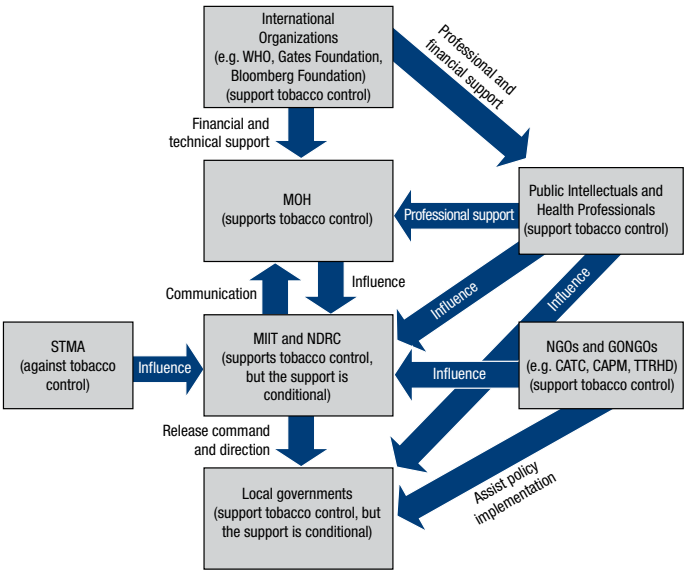 International
Organizations
(e.g. WHO, Gates Foundation,
Bloomberg Foundation)
(support tobacco control)
Professional and
financial support
Financial and
technical support
MOH
(supports tobacco control)
Professional support
Public Intellectuals and
Health Professionals
(support tobacco control)
Communication
Influence
Influence
Influence
STMA
(against tobacco
control)
Influence
MIIT and NDRC
(supports tobacco control,
but the support is
conditional)
Influence
NGOs and GONGOs
(e.g. CATC, CAPM, TTRHD)
(support tobacco control)
Release command
and direction
Local governments
(support tobacco control, but
the support is conditional)
Assist policy
implementation